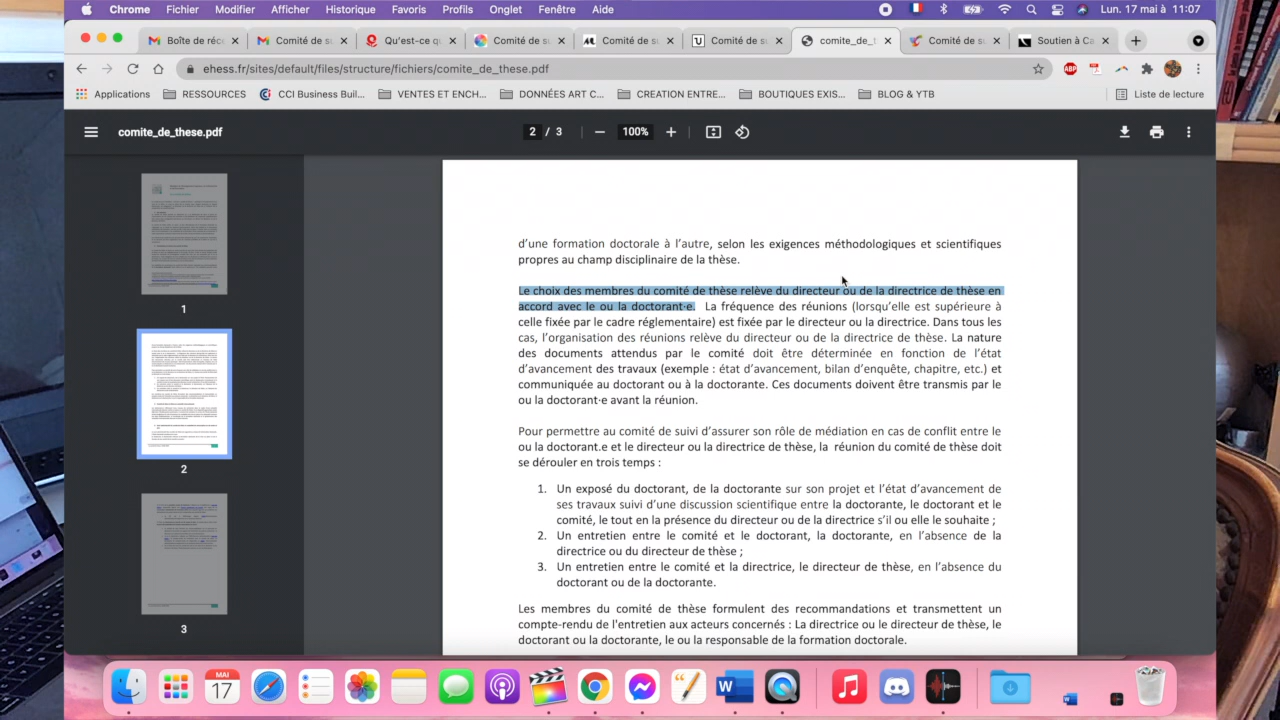 Chrome Fichier Modifier Afficher Historique Favoris Profils Onglet Fenêtre Aide Lun. 17 mai à 11:07
Boîte de réc Comité de su Qu'est-ce qu Comité de su Comité de su Comité de su comite_de_t Comité de su Soutien à Ca
ehess.fr/sites/default/files/structure/fichiers/comite_de_these.pdf ABP
Applications RESSOURCES CCI Business Buil... VENTES ET ENCH... DONNÉES ART C... CREATION ENTRE... BOUTIQUES EXIS... BLOG & YTB Liste de lecture
comite_de_these.pdf 2 / 3 100%
1
2
3
d'une formation doctorale à l'autre, selon les exigences méthodologiques et scientifiques
propres au champ disciplinaire de la thèse.
Le choix des membres du comité de thèse relève du directeur ou de la directrice de thèse en
accord avec le ou la doctorant·e. La fréquence des réunions (lorsqu'elle est supérieure à
celle fixée par le cadre réglementaire) est fixée par le directeur ou la directrice. Dans tous les
cas, l'organisation des réunions relève du directeur ou de la directrice de thèse. La nature
des documents attendus par le comité doit être déterminée en fonction de l'état
d'avancement des travaux (exemple : état d'avancement, bilan d'enquête, chapitre, etc.) et
communiquée au doctorant ou à la doctorante. Ces documents doivent être transmis par le
ou la doctorant·e avant la réunion.
Pour permettre au comité de suivi d'assurer son rôle de médiation en cas de conflit entre le
ou la doctorant.e et le directeur ou la directrice de thèse, la réunion du comité de thèse doit
se dérouler en trois temps :
1. Un exposé du doctorant, de la doctorante sur son projet et l'état d'avancement de
ses travaux suivi d'une discussion scientifique entre la doctorante, le doctorant et le
comité, le tout en la présence du directeur ou de la directrice s'il ou elle le souhaite ;
2. Un entretien entre le comité et le doctorant, la doctorante, en l'absence de la
directrice ou du directeur de thèse ;
3. Un entretien entre le comité et la directrice, le directeur de thèse, en l'absence du
doctorant ou de la doctorante.
Les membres du comité de thèse formulent des recommandations et transmettent un
compte-rendu de l'entretien aux acteurs concernés : La directrice ou le directeur de thèse, le
doctorant ou la doctorante, le ou la responsable de la formation doctorale.
MAI
17
W